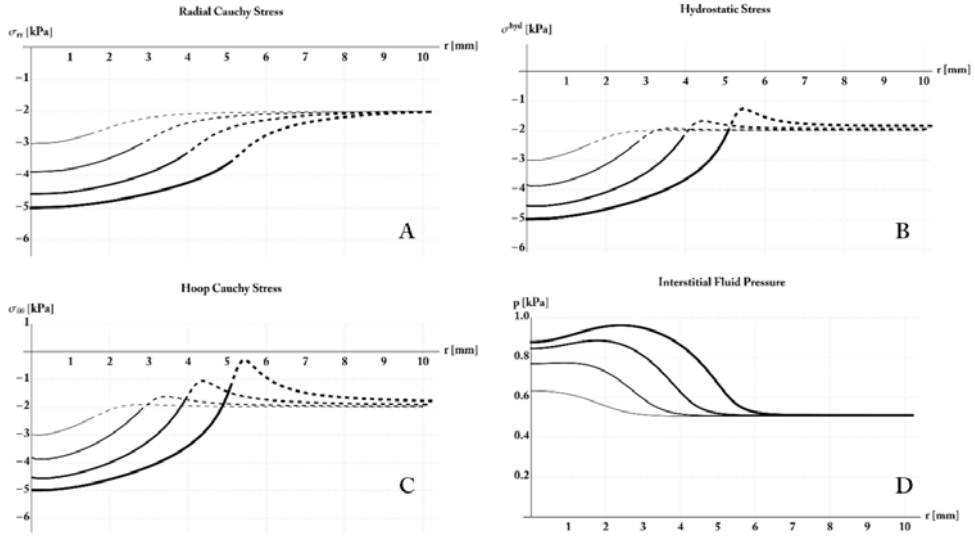 Radial Cauchy Stress
σrr [kPa]
r [mm]
1 2 3 4 5 6 7 8 9 10
−1
−2
−3
−4
−5
−6
A
Hydrostatic Stress
σhyd [kPa]
r [mm]
1 2 3 4 5 6 7 8 9 10
−1
−2
−3
−4
−5
−6
B
Hoop Cauchy Stress
σθθ [kPa]
1
r [mm]
1 2 3 4 5 6 7 8 9 10
−1
−2
−3
−4
−5
−6
C
Interstitial Fluid Pressure
p [kPa]
1.0
0.8
0.6
0.4
0.2
D
r [mm]
1 2 3 4 5 6 7 8 9 10